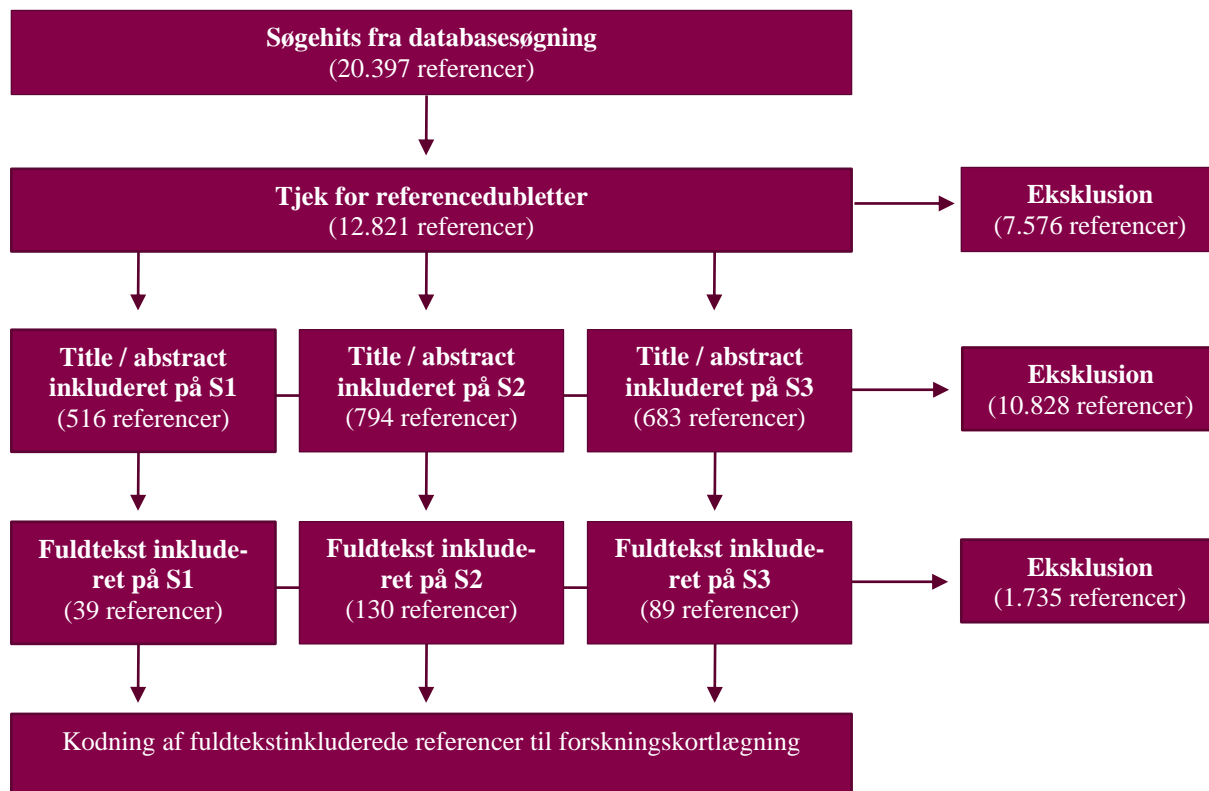 Søgehits fra databasesøgning
(20.397 referencer)
Tjek for referencedubletter
(12.821 referencer)
Eksklusion
(7.576 referencer)
Title / abstract
inkluderet på S1
(516 referencer)
Title / abstract
inkluderet på S2
(794 referencer)
Title / abstract
inkluderet på S3
(683 referencer)
Eksklusion
(10.828 referencer)
Fuldtekst inklude-
ret på S1
(39 referencer)
Fuldtekst inklude-
ret på S2
(130 referencer)
Fuldtekst inklude-
ret på S3
(89 referencer)
Eksklusion
(1.735 referencer)
Kodning af fuldtekstinkluderede referencer til forskningskortlægning